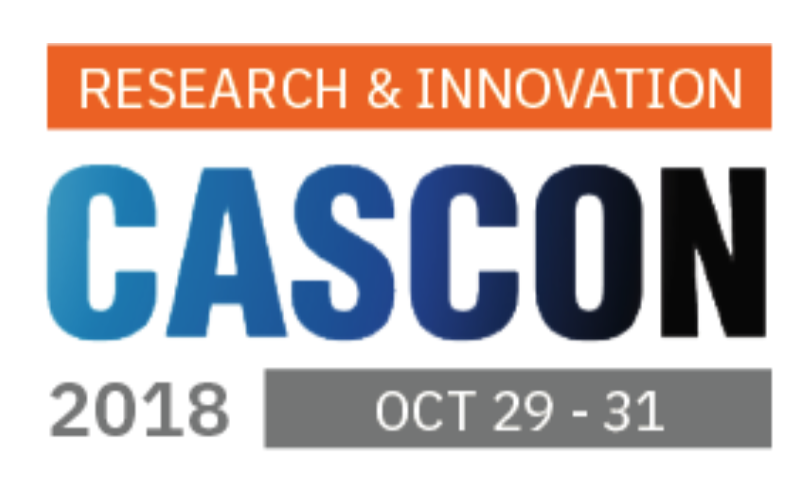 RESEARCH & INNOVATION
CASCON
2018 OCT 29 - 31